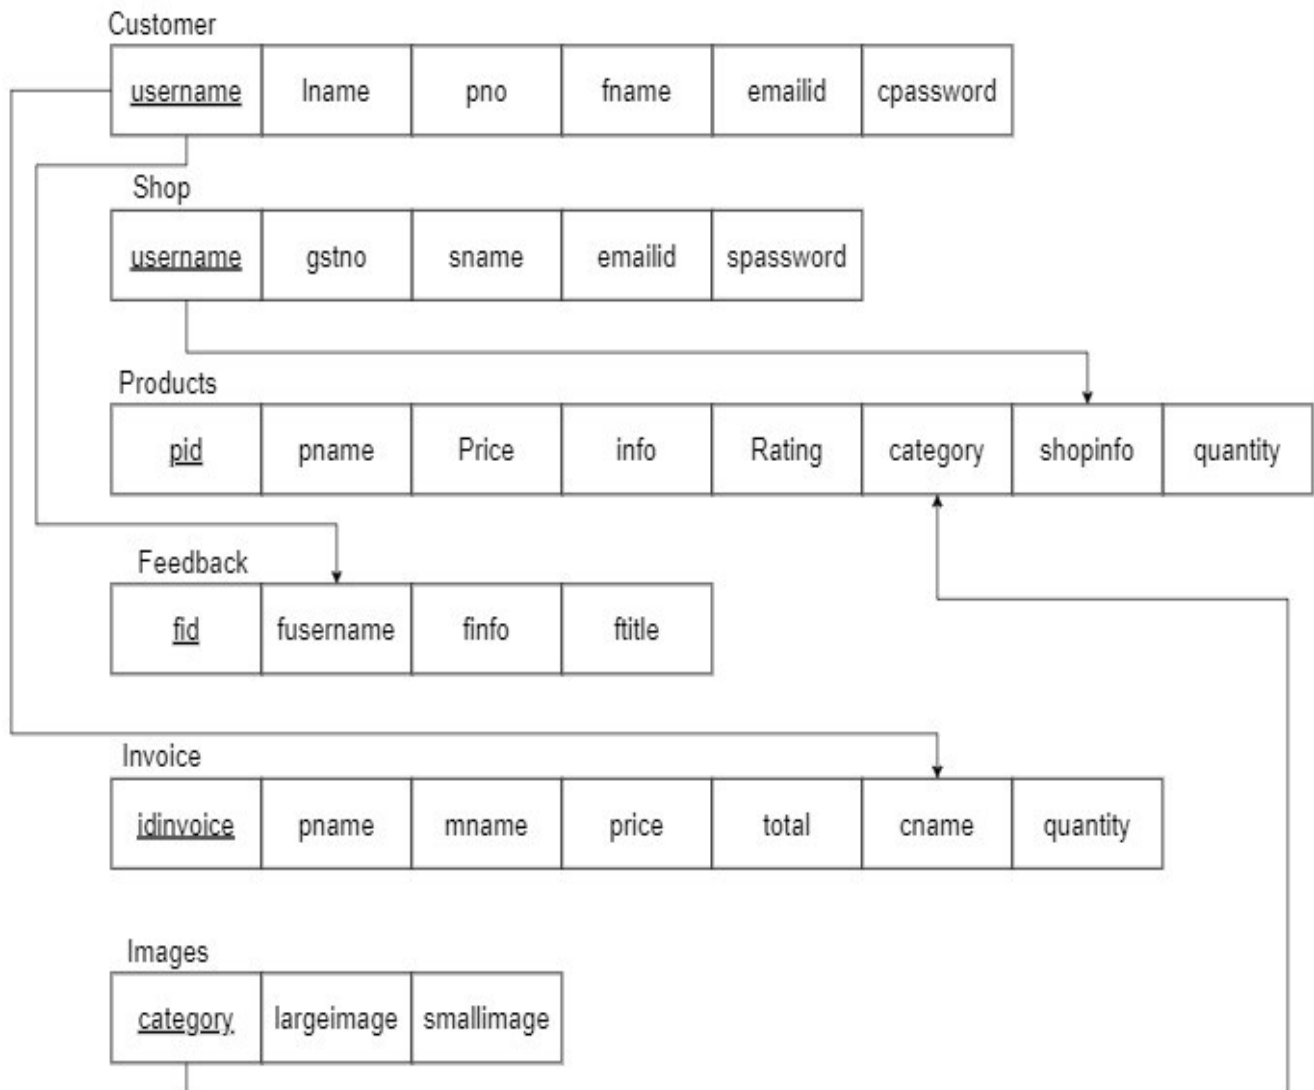 Customer
username lname pno fname emailid cpassword
Shop
username gstno sname emailid spassword
Products
pid pname Price info Rating category shopinfo quantity
Feedback
fid fusername finfo ftitle
Invoice
idinvoice pname mname price total cname quantity
Images
category largeimage smallimage